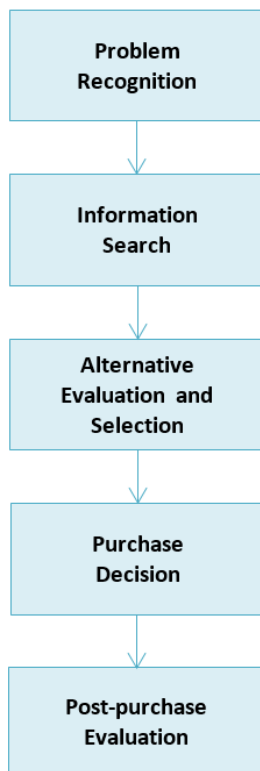 Problem
Recognition
Information
Search
Alternative
Evaluation and
Selection
Purchase
Decision
Post-purchase
Evaluation